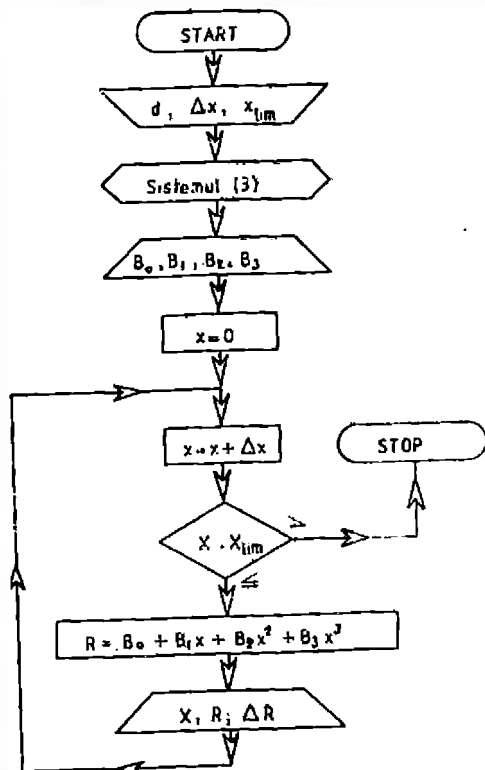 START
d, Δx, x_lim
Sistemul (3)
B₀, B₁, B₂, B₃
x=0
x→x+Δx
STOP
>
X : X_lim
≤
R = B₀ + B₁x + B₂x² + B₃x³
X, R; ΔR